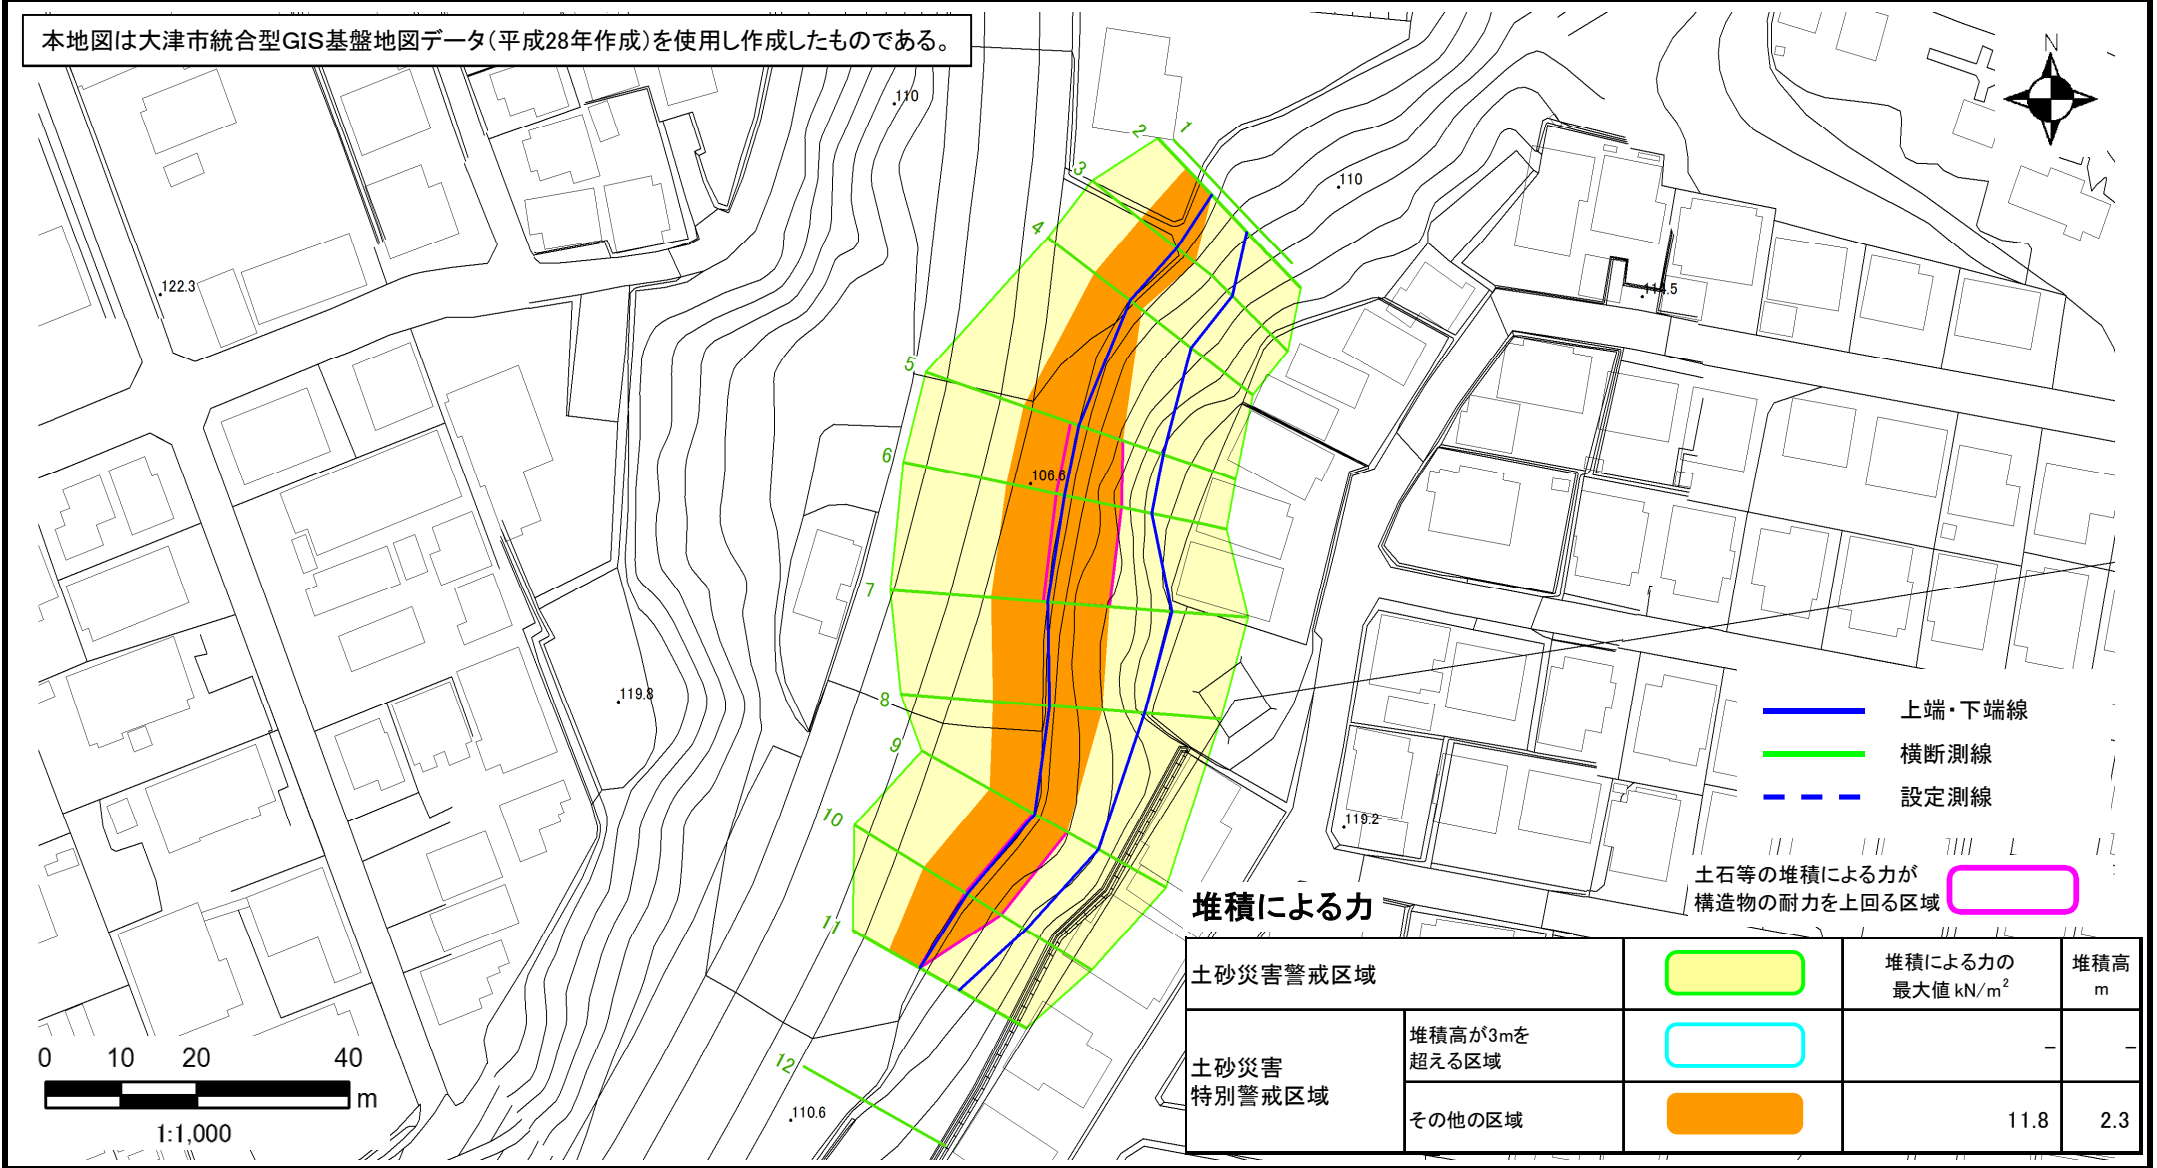 本地図は大津市統合型GIS基盤地図データ(平成28年作成)を使用し作成したものである。
N
110
1
2
3
110
4
122.3
114.5
5
6
106.6
7
119.8
8
9
10
119.2
11
12
110.6
上端・下端線
横断測線
設定測線
土石等の堆積による力が
構造物の耐力を上回る区域
堆積による力
土砂災害警戒区域
堆積による力の
最大値 kN/m²
堆積高
m
土砂災害
特別警戒区域
堆積高が3mを
超える区域
－
－
その他の区域
11.8
2.3
0 10 20 40
m
1:1,000